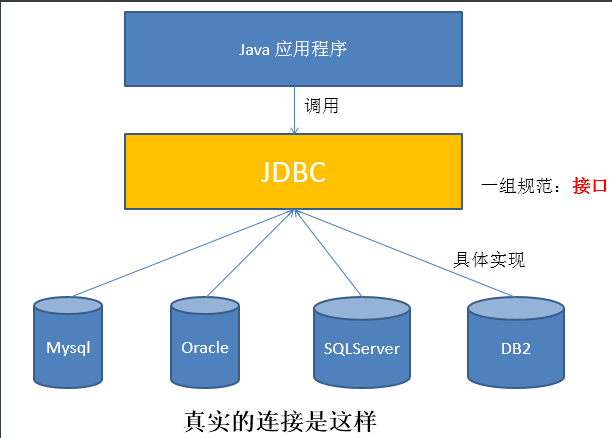 Java 应用程序
调用
JDBC
一组规范：接口
具体实现
Mysql
Oracle
SQLServer
DB2
真实的连接是这样